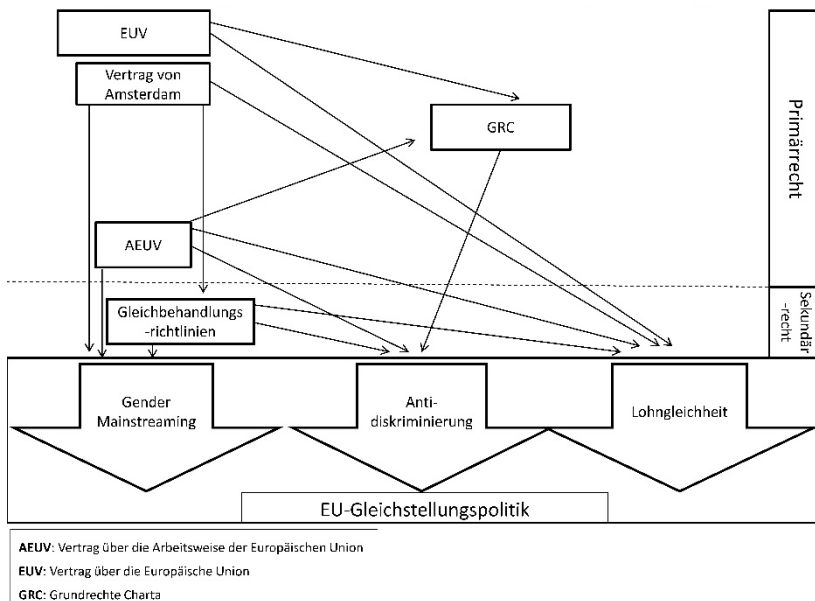 EUV
Vertrag von
Amsterdam
GRC
AEUV
Gleichbehandlungs
-richtlinien
Primärrecht
Sekundär
-recht
Gender
Mainstreaming
Anti-
diskriminierung
Lohngleichheit
EU-Gleichstellungspolitik
AEUV: Vertrag über die Arbeitsweise der Europäischen Union
EUV: Vertrag über die Europäische Union
GRC: Grundrechte Charta